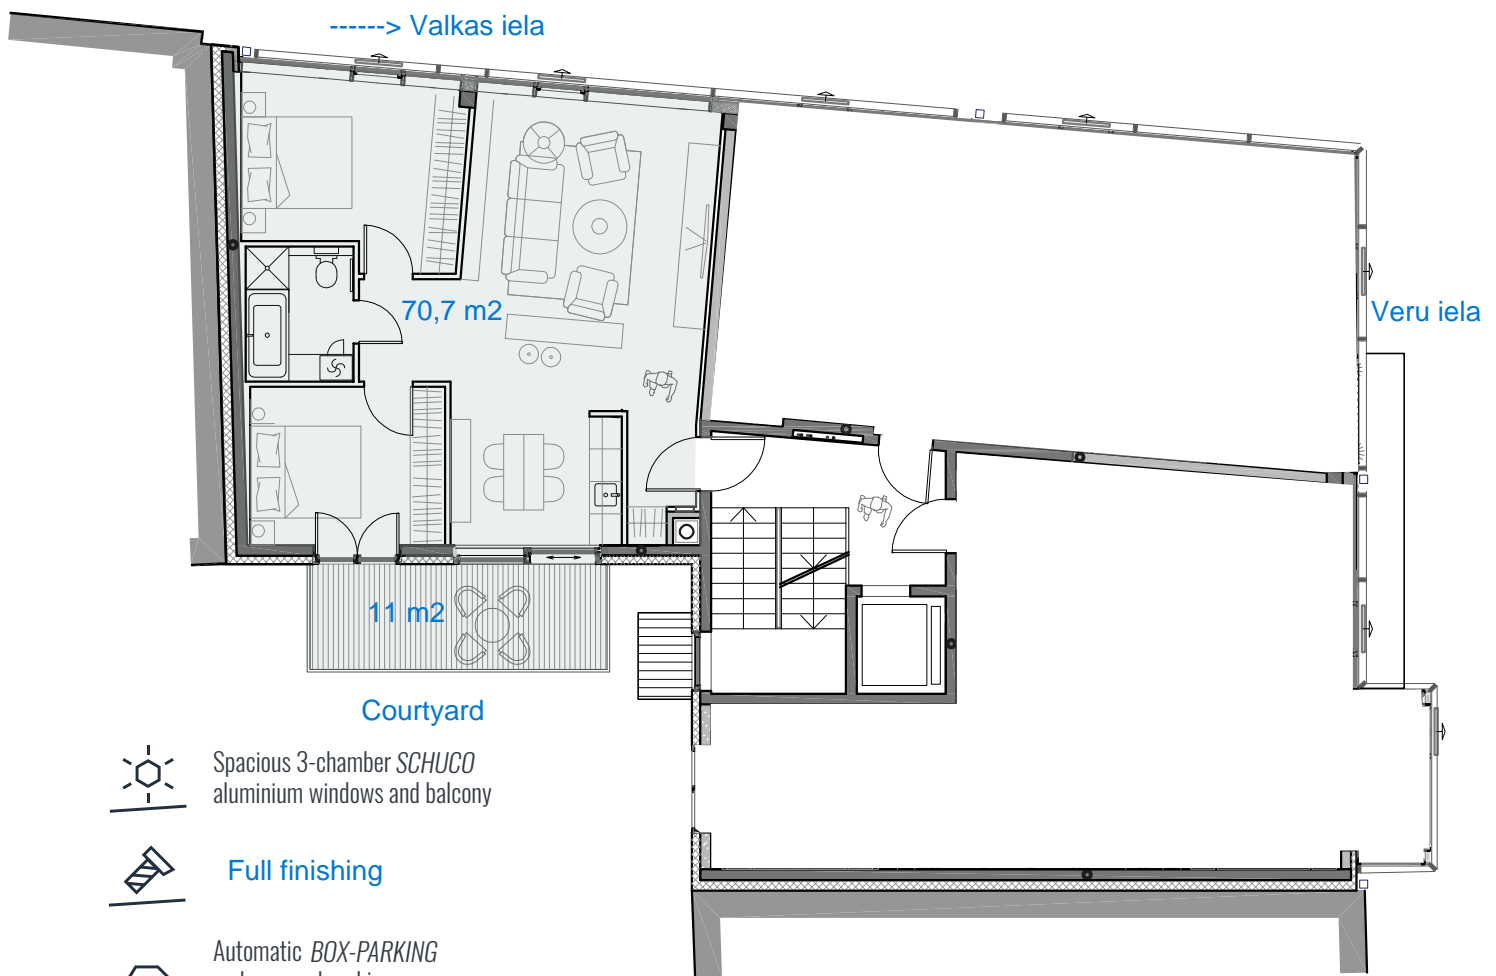 ------> Valkas iela
70,7 m2
Veru iela
11 m2
Courtyard
Spacious 3-chamber SCHUCO
aluminium windows and balcony
Full finishing
Automatic BOX-PARKING